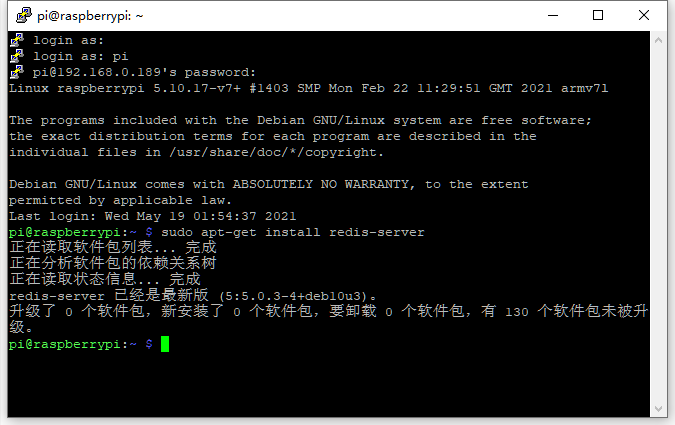 pi@raspberrypi: ~
login as:
login as: pi
pi@192.168.0.189's password:
Linux raspberrypi 5.10.17-v7+ #1403 SMP Mon Feb 22 11:29:51 GMT 2021 armv7l
The programs included with the Debian GNU/Linux system are free software;
the exact distribution terms for each program are described in the
individual files in /usr/share/doc/*/copyright.
Debian GNU/Linux comes with ABSOLUTELY NO WARRANTY, to the extent
permitted by applicable law.
Last login: Wed May 19 01:54:37 2021
pi@raspberrypi:~ $ sudo apt-get install redis-server
正在读取软件包列表... 完成
正在分析软件包的依赖关系树
正在读取状态信息... 完成
redis-server 已经是最新版 (5:5.0.3-4+deb10u3)。
升级了 0 个软件包，新安装了 0 个软件包，要卸载 0 个软件包，有 130 个软件包未被升
级。
pi@raspberrypi:~ $